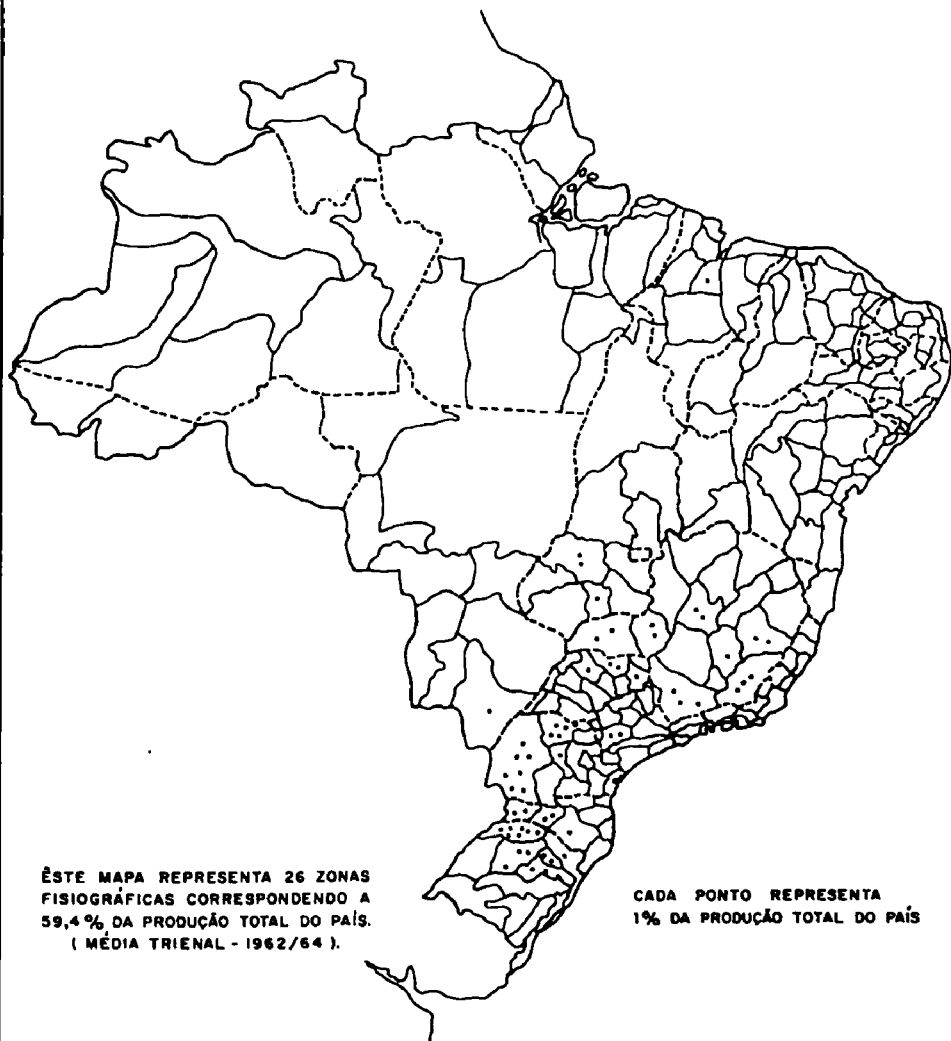 ÊSTE MAPA REPRESENTA 26 ZONAS
FISIOGRÁFICAS CORRESPONDENDO A
59,4% DA PRODUÇÃO TOTAL DO PAÍS.
( MÉDIA TRIENAL - 1962/64 ).
CADA PONTO REPRESENTA
1% DA PRODUÇÃO TOTAL DO PAÍS